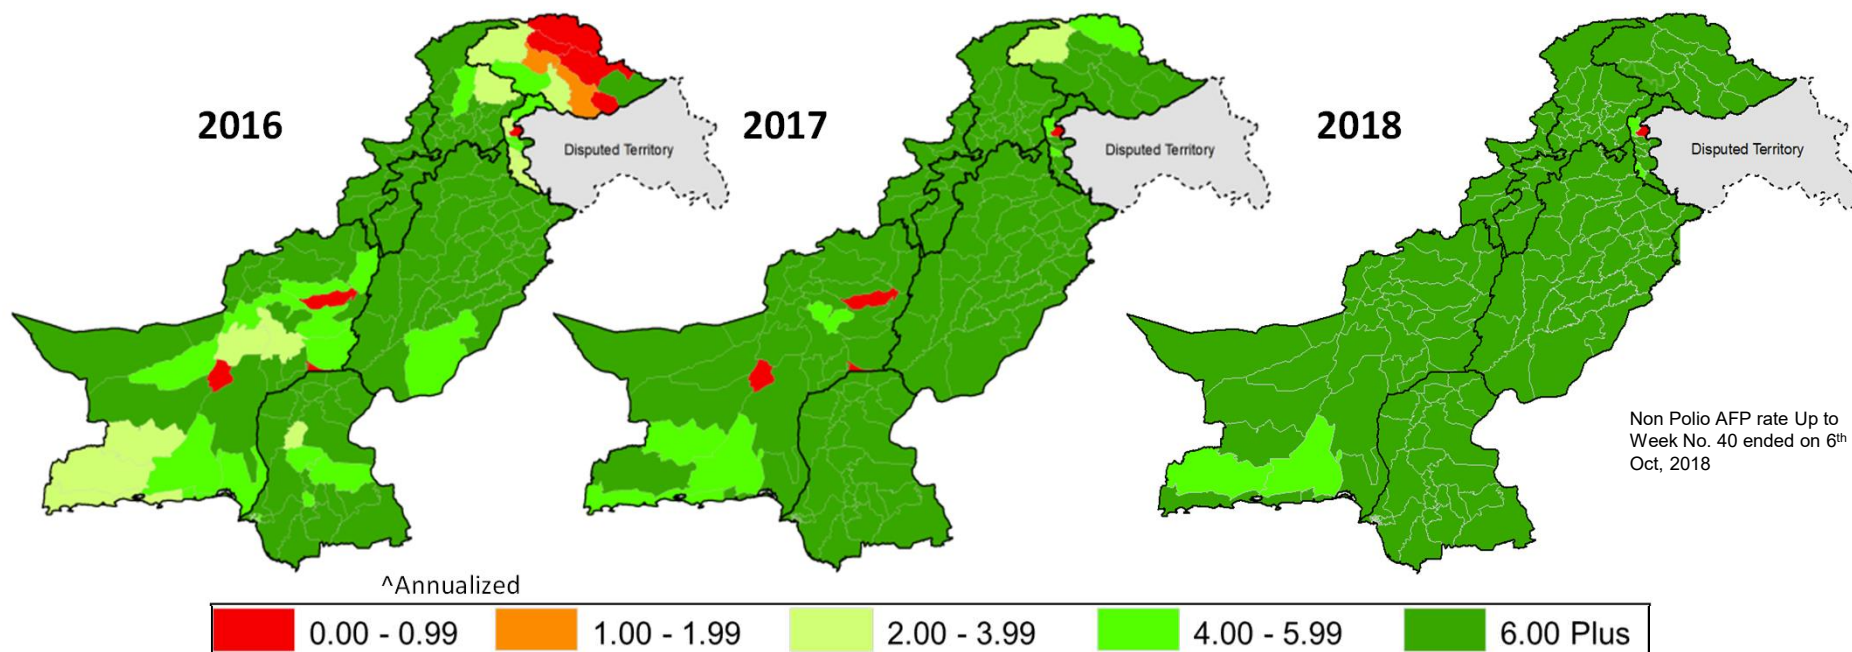 2016
2017
2018
Disputed Territory
Disputed Territory
Disputed Territory
Non Polio AFP rate Up to
Week No. 40 ended on 6th
Oct, 2018
^Annualized
0.00 - 0.99
1.00 - 1.99
2.00 - 3.99
4.00 - 5.99
6.00 Plus